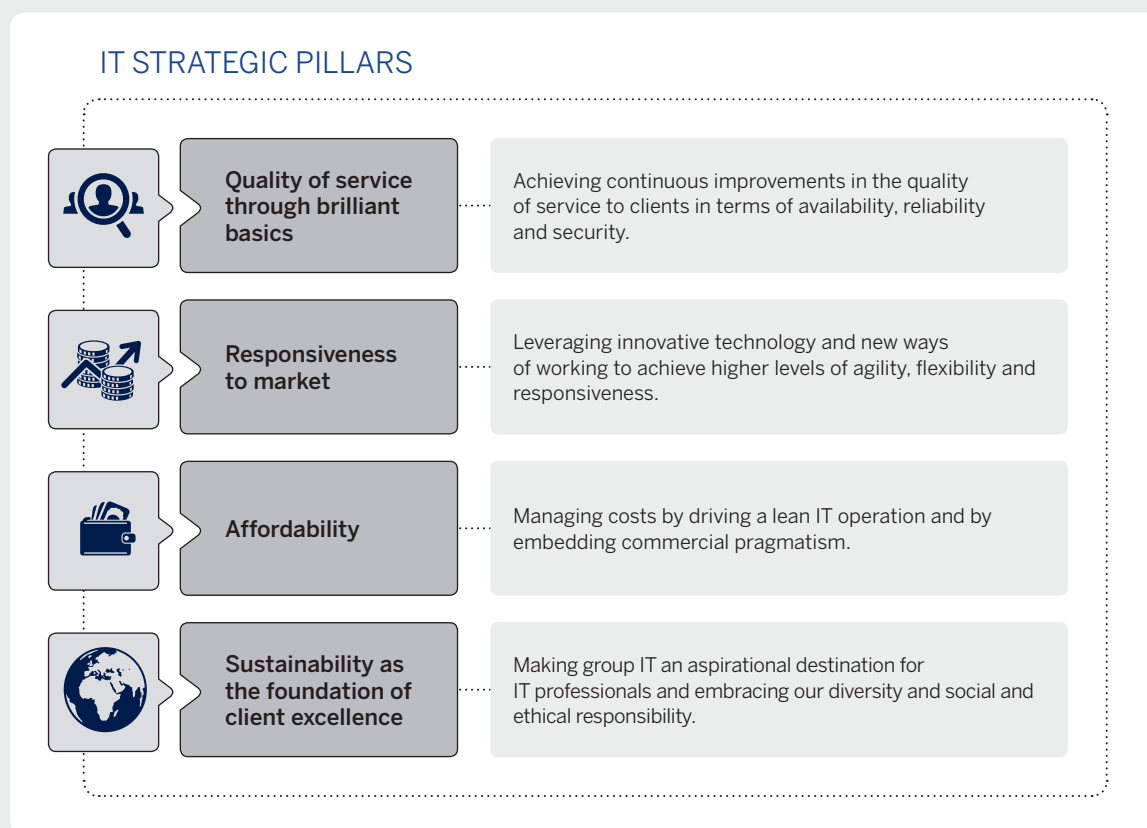 IT STRATEGIC PILLARS
Quality of service
through brilliant
basics
Achieving continuous improvements in the quality
of service to clients in terms of availability, reliability
and security.
Responsiveness
to market
Leveraging innovative technology and new ways
of working to achieve higher levels of agility, flexibility and
responsiveness.
Affordability
Managing costs by driving a lean IT operation and by
embedding commercial pragmatism.
Sustainability as
the foundation of
client excellence
Making group IT an aspirational destination for
IT professionals and embracing our diversity and social and
ethical responsibility.